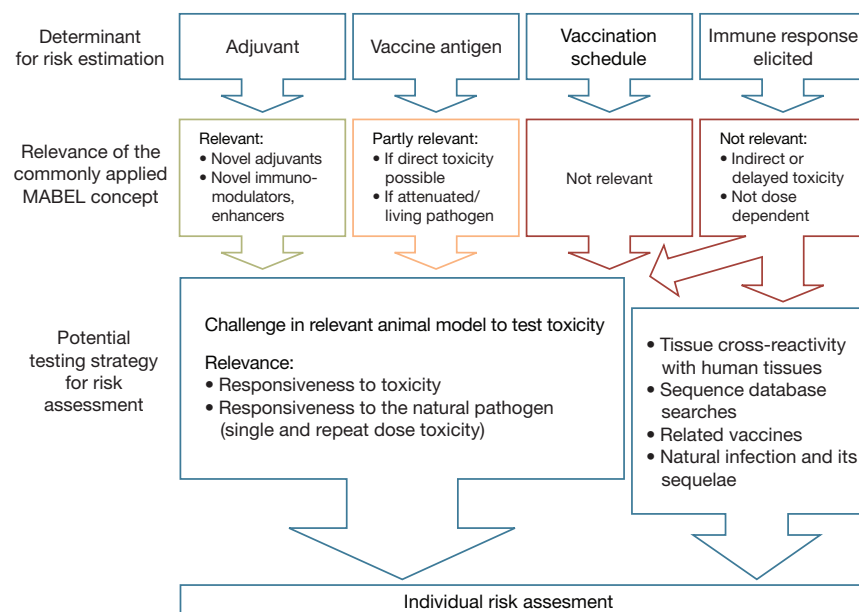 Determinant
for risk estimation
Adjuvant
Vaccine antigen
Vaccination
schedule
Immune response
elicited
Relevance of the
commonly applied
MABEL concept
Relevant:
• Novel adjuvants
• Novel immuno-
modulators,
enhancers
Partly relevant:
• If direct toxicity
possible
• If attenuated/
living pathogen
Not relevant
Not relevant:
• Indirect or
delayed toxicity
• Not dose
dependent
Potential
testing strategy
for risk
assessment
Challenge in relevant animal model to test toxicity
Relevance:
• Responsiveness to toxicity
• Responsiveness to the natural pathogen
(single and repeat dose toxicity)
• Tissue cross-reactivity
with human tissues
• Sequence database
searches
• Related vaccines
• Natural infection and its
sequelae
Individual risk assesment